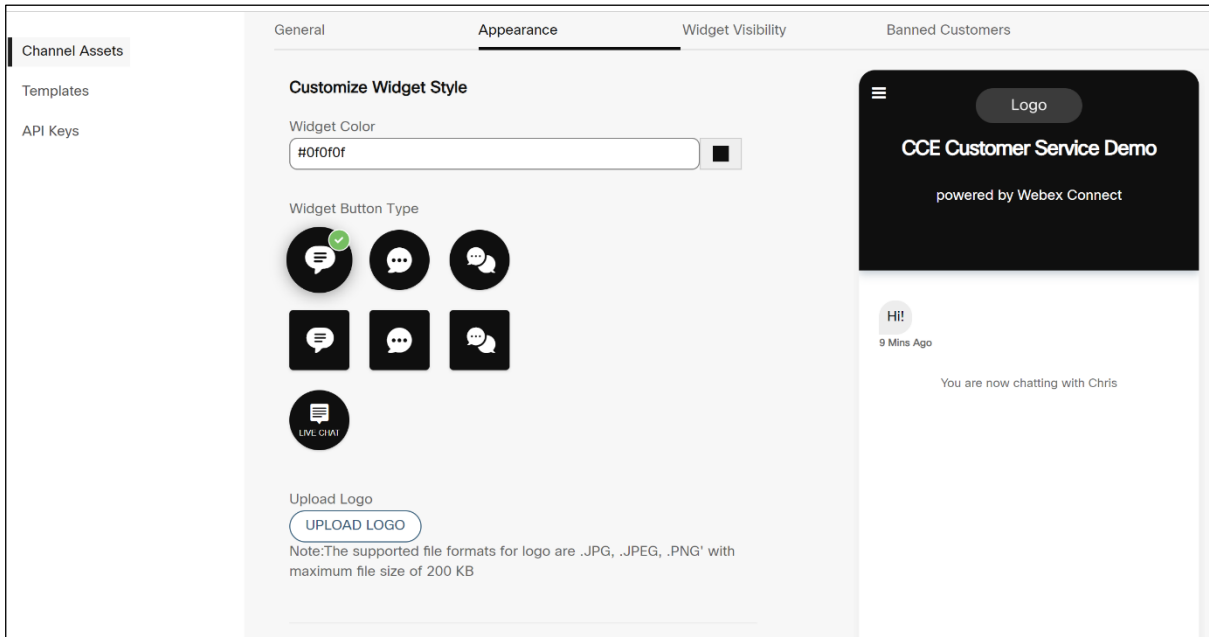 Channel Assets
Templates
API Keys
General
Appearance
Widget Visibility
Banned Customers
Customize Widget Style
Widget Color
#0f0f0f
Widget Button Type
LIVE CHAT
Upload Logo
UPLOAD LOGO
Note:The supported file formats for logo are .JPG, .JPEG, .PNG' with
maximum file size of 200 KB
Logo
CCE Customer Service Demo
powered by Webex Connect
Hi!
9 Mins Ago
You are now chatting with Chris